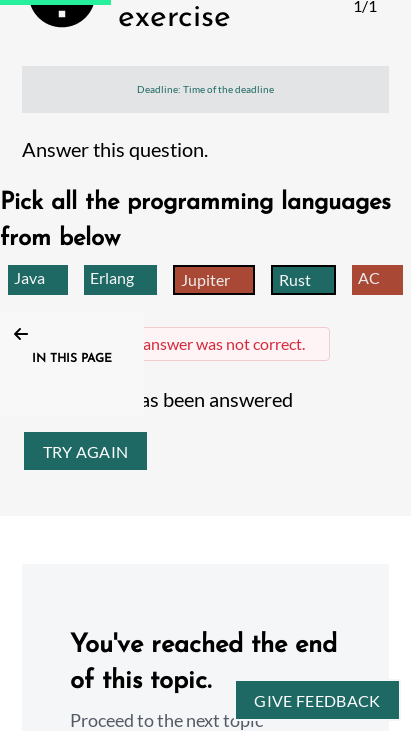 exercise
1/1
Deadline: Time of the deadline
Answer this question.
Pick all the programming languages
from below
Java Erlang Jupiter Rust AC
answer was not correct.
IN THIS PAGE
as been answered
TRY AGAIN
You've reached the end
of this topic.
GIVE FEEDBACK
Proceed to the next topic